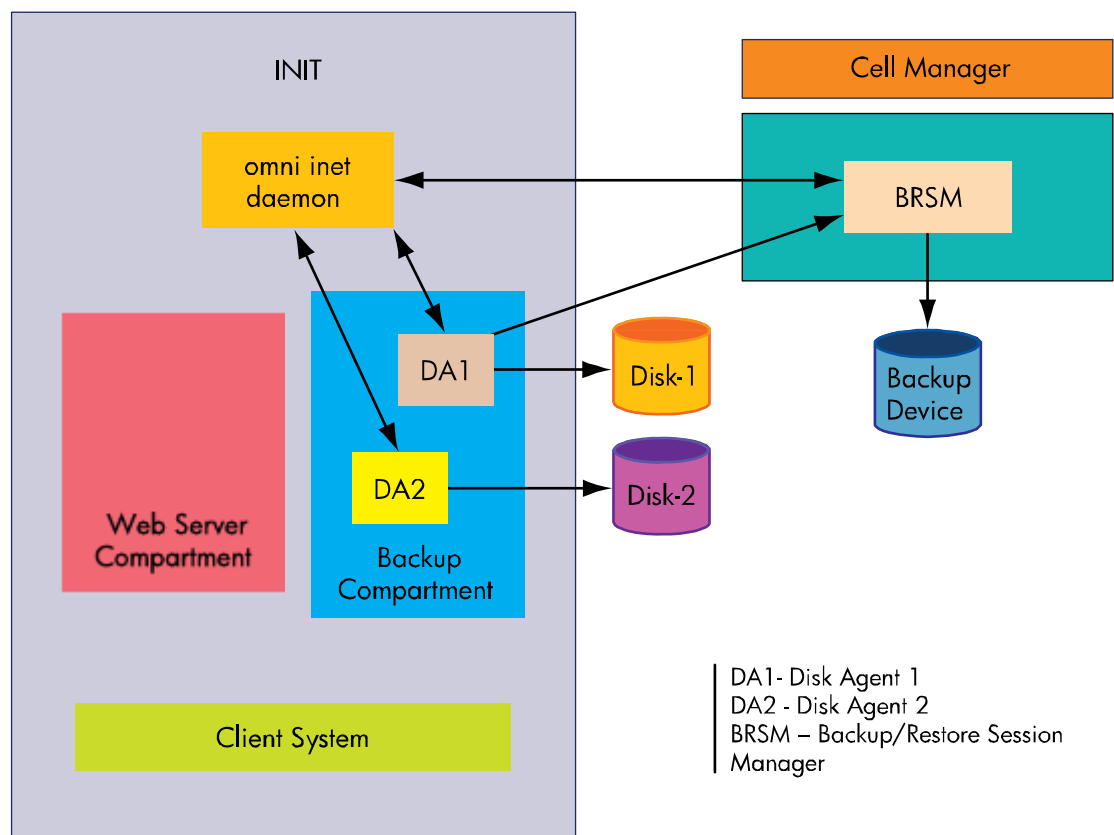 INIT
Cell Manager
omni inet
daemon
BRSM
DA1
Disk-1
Backup
Device
DA2
Disk-2
Web Server
Compartment
Backup
Compartment
DA1- Disk Agent 1
DA2 - Disk Agent 2
BRSM – Backup/Restore Session
Manager
Client System